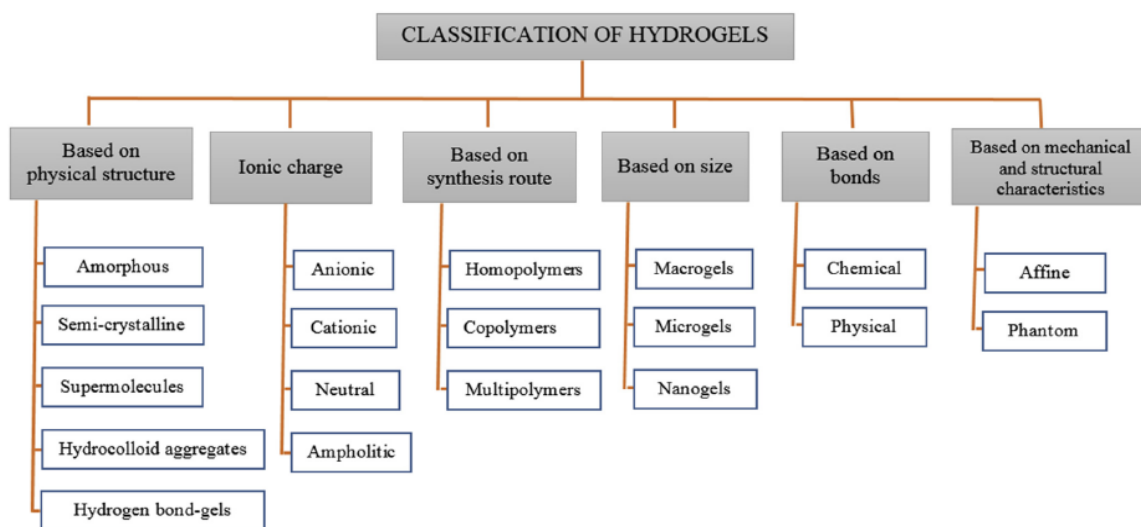 CLASSIFICATION OF HYDROGELS
Based on
physical structure
Amorphous
Semi-crystalline
Supermolecules
Hydrocolloid aggregates
Hydrogen bond-gels
Ionic charge
Anionic
Cationic
Neutral
Ampholitic
Based on
synthesis route
Homopolymers
Copolymers
Multipolymers
Based on size
Macrogels
Microgels
Nanogels
Based on
bonds
Chemical
Physical
Based on mechanical
and structural
characteristics
Affine
Phantom